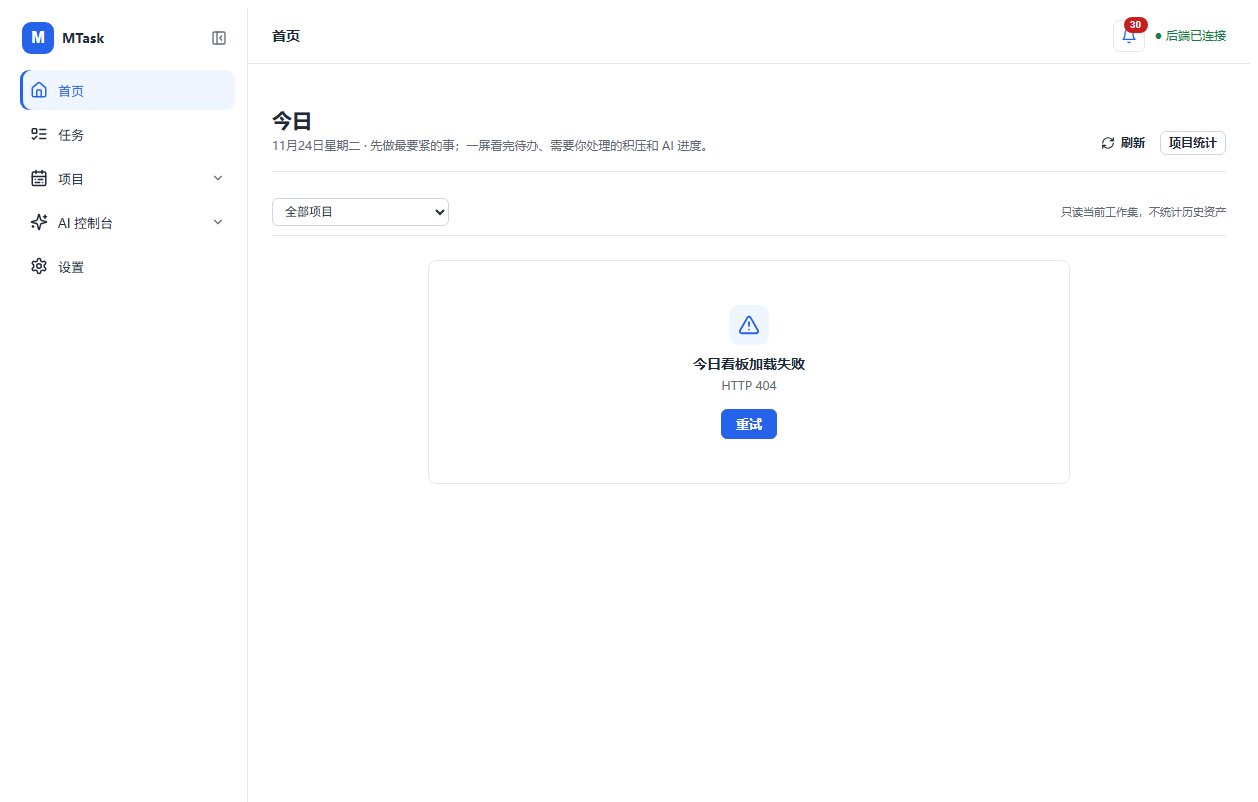 M MTask
首页
任务
项目
AI 控制台
设置
首页
30
后端已连接
今日
11月24日星期二 · 先做最要紧的事；一屏看完待办、需要你处理的积压和 AI 进度。
刷新
项目统计
全部项目
只读当前工作集，不统计历史资产
今日看板加载失败
HTTP 404
重试